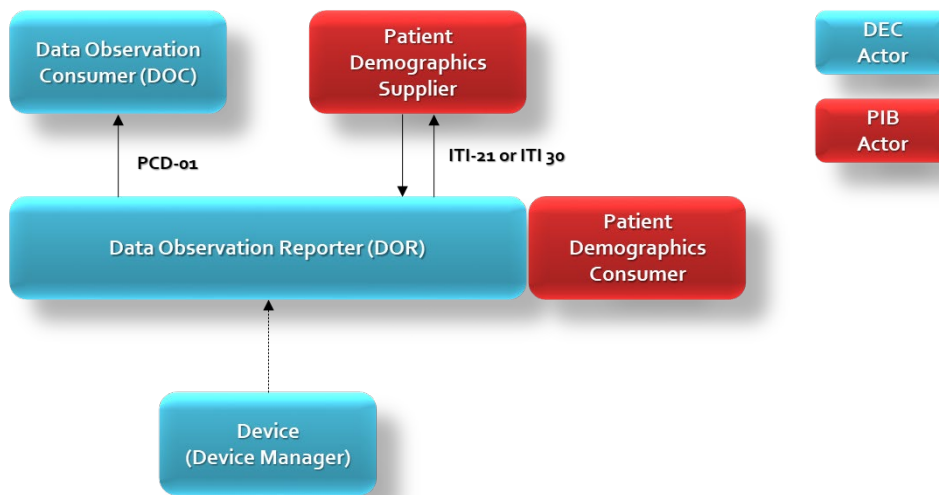 Data Observation
Consumer (DOC)
Patient
Demographics
Supplier
DEC
Actor
PIB
Actor
PCD-01
ITI-21 or ITI 30
Data Observation Reporter (DOR)
Patient
Demographics
Consumer
Device
(Device Manager)